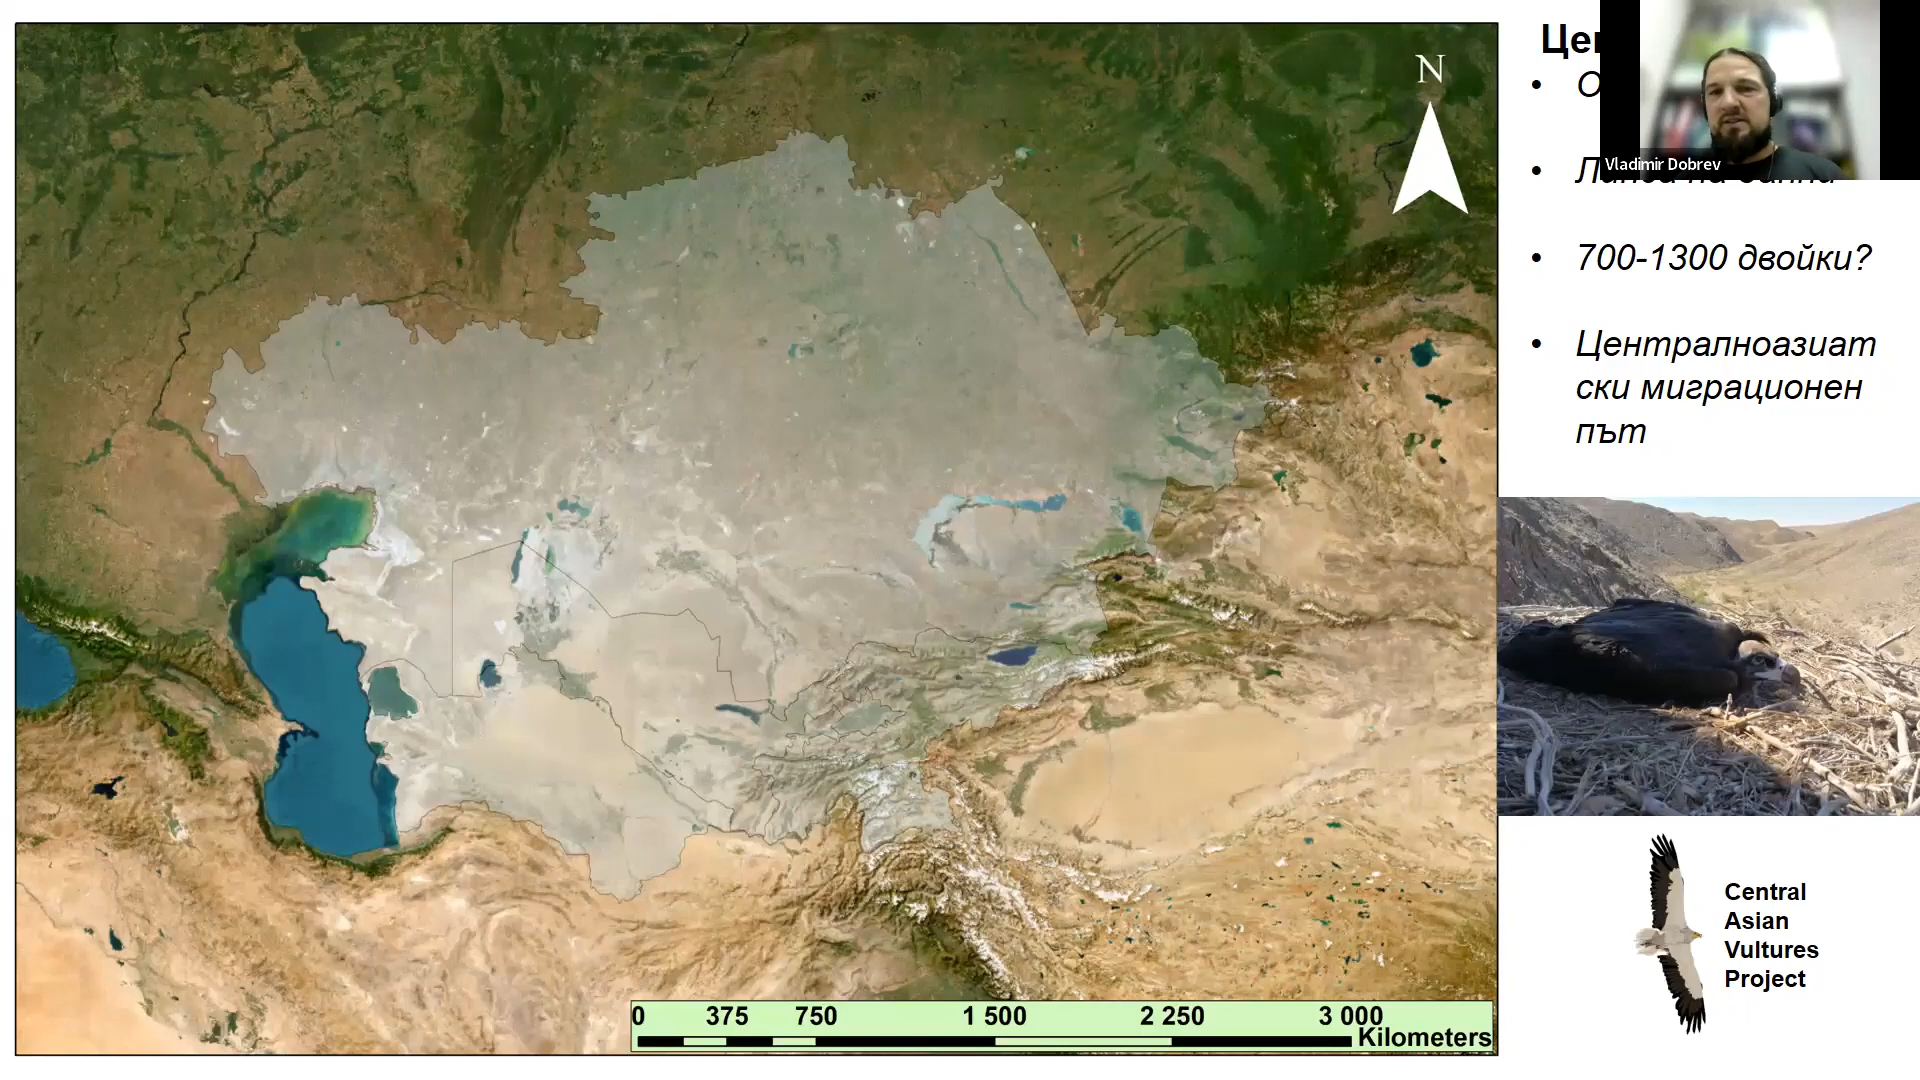 N
Vladimir Dobrev
700-1300 двойки?
Централноазиат
ски миграционен
път
Central
Asian
Vultures
Project
0 375 750 1 500 2 250 3 000
Kilometers